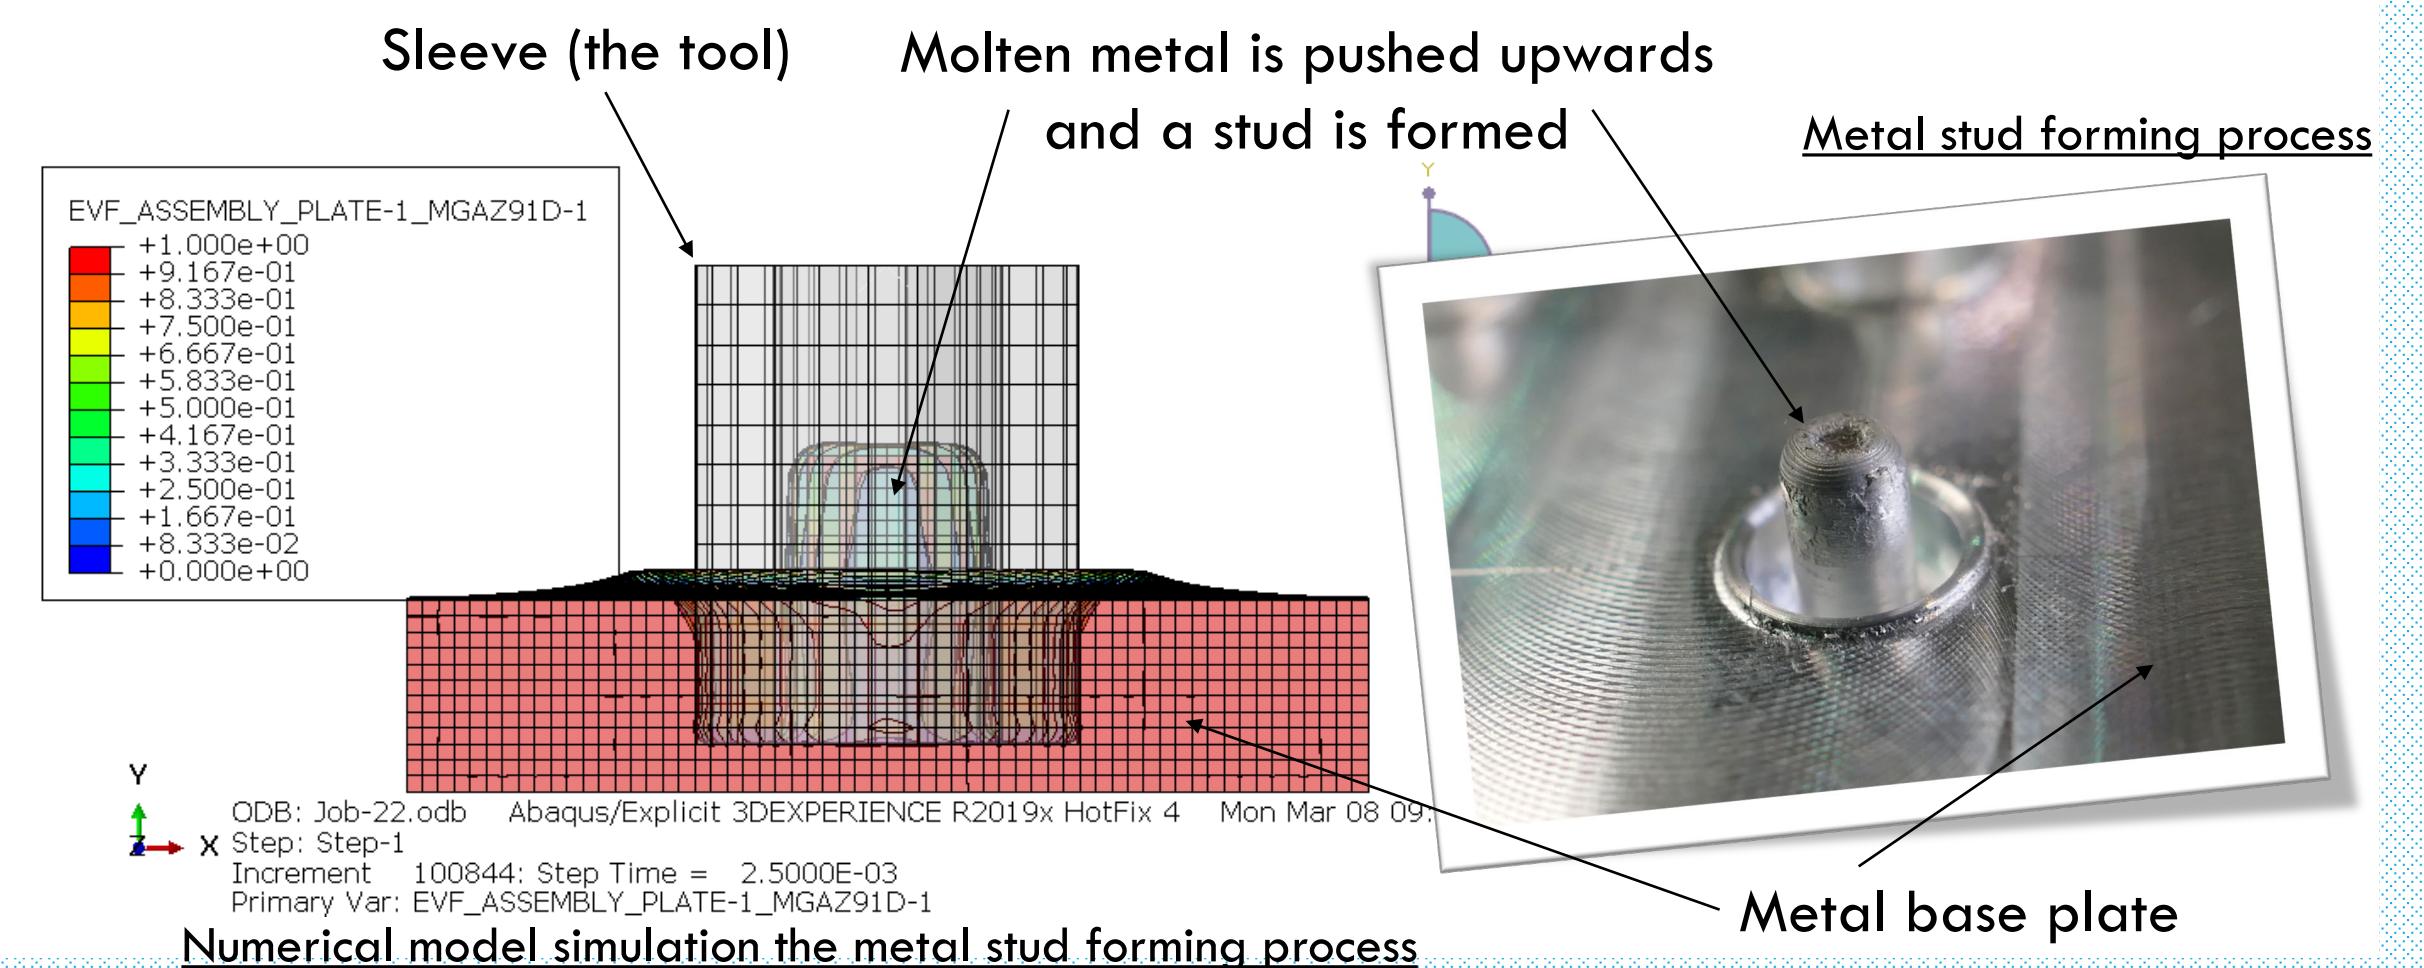 Sleeve (the tool)
Molten metal is pushed upwards
and a stud is formed
Metal stud forming process
EVF_ASSEMBLY_PLATE-1_MGAZ91D-1
+1.000e+00
+9.167e-01
+8.333e-01
+7.500e-01
+6.667e-01
+5.833e-01
+5.000e-01
+4.167e-01
+3.333e-01
+2.500e-01
+1.667e-01
+8.333e-02
+0.000e+00
Y
Y
Z X
ODB: Job-22.odb Abaqus/Explicit 3DEXPERIENCE R2019x HotFix 4 Mon Mar 08 09:
Step: Step-1
Increment 100844: Step Time = 2.5000E-03
Primary Var: EVF_ASSEMBLY_PLATE-1_MGAZ91D-1
Metal base plate
Numerical model simulation the metal stud forming process